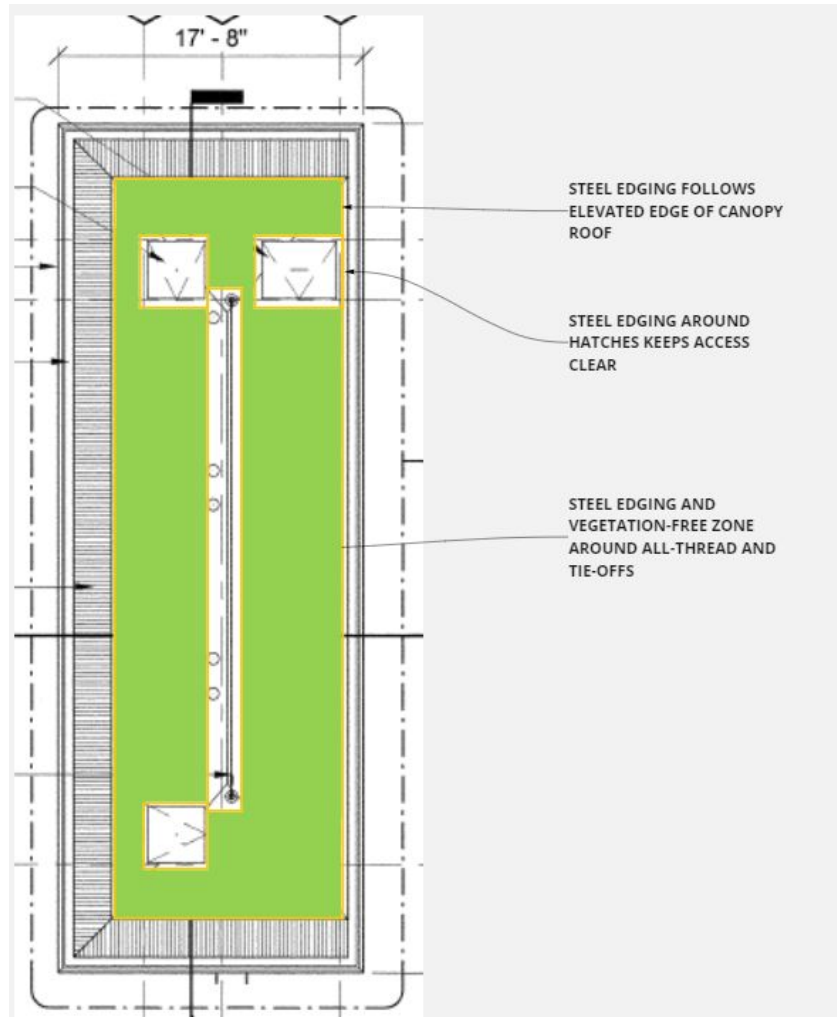 17' - 8"
STEEL EDGING FOLLOWS
ELEVATED EDGE OF CANOPY
ROOF
STEEL EDGING AROUND
HATCHES KEEPS ACCESS
CLEAR
STEEL EDGING AND
VEGETATION-FREE ZONE
AROUND ALL-THREAD AND
TIE-OFFS